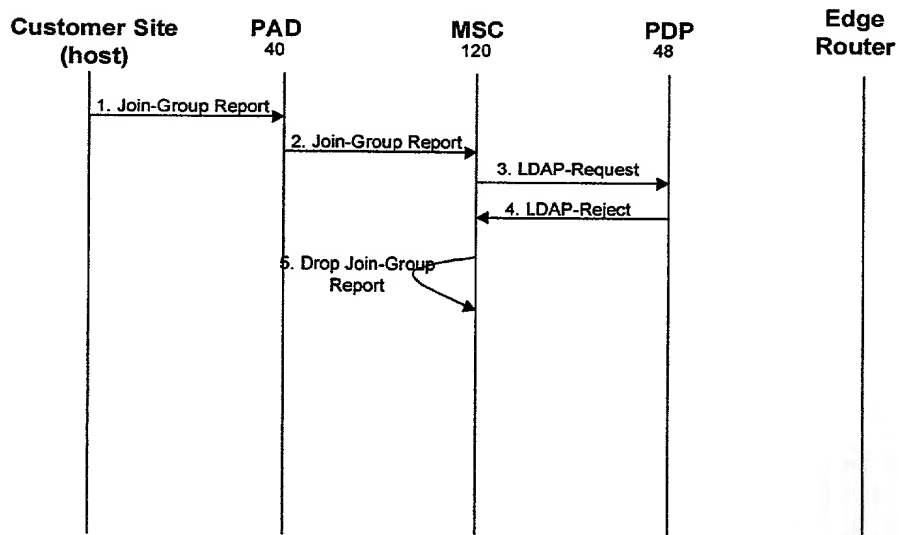 Customer Site
(host)
PAD
40
MSC
120
PDP
48
Edge
Router
1. Join-Group Report
2. Join-Group Report
3. LDAP-Request
4. LDAP-Reject
5. Drop Join-Group
Report